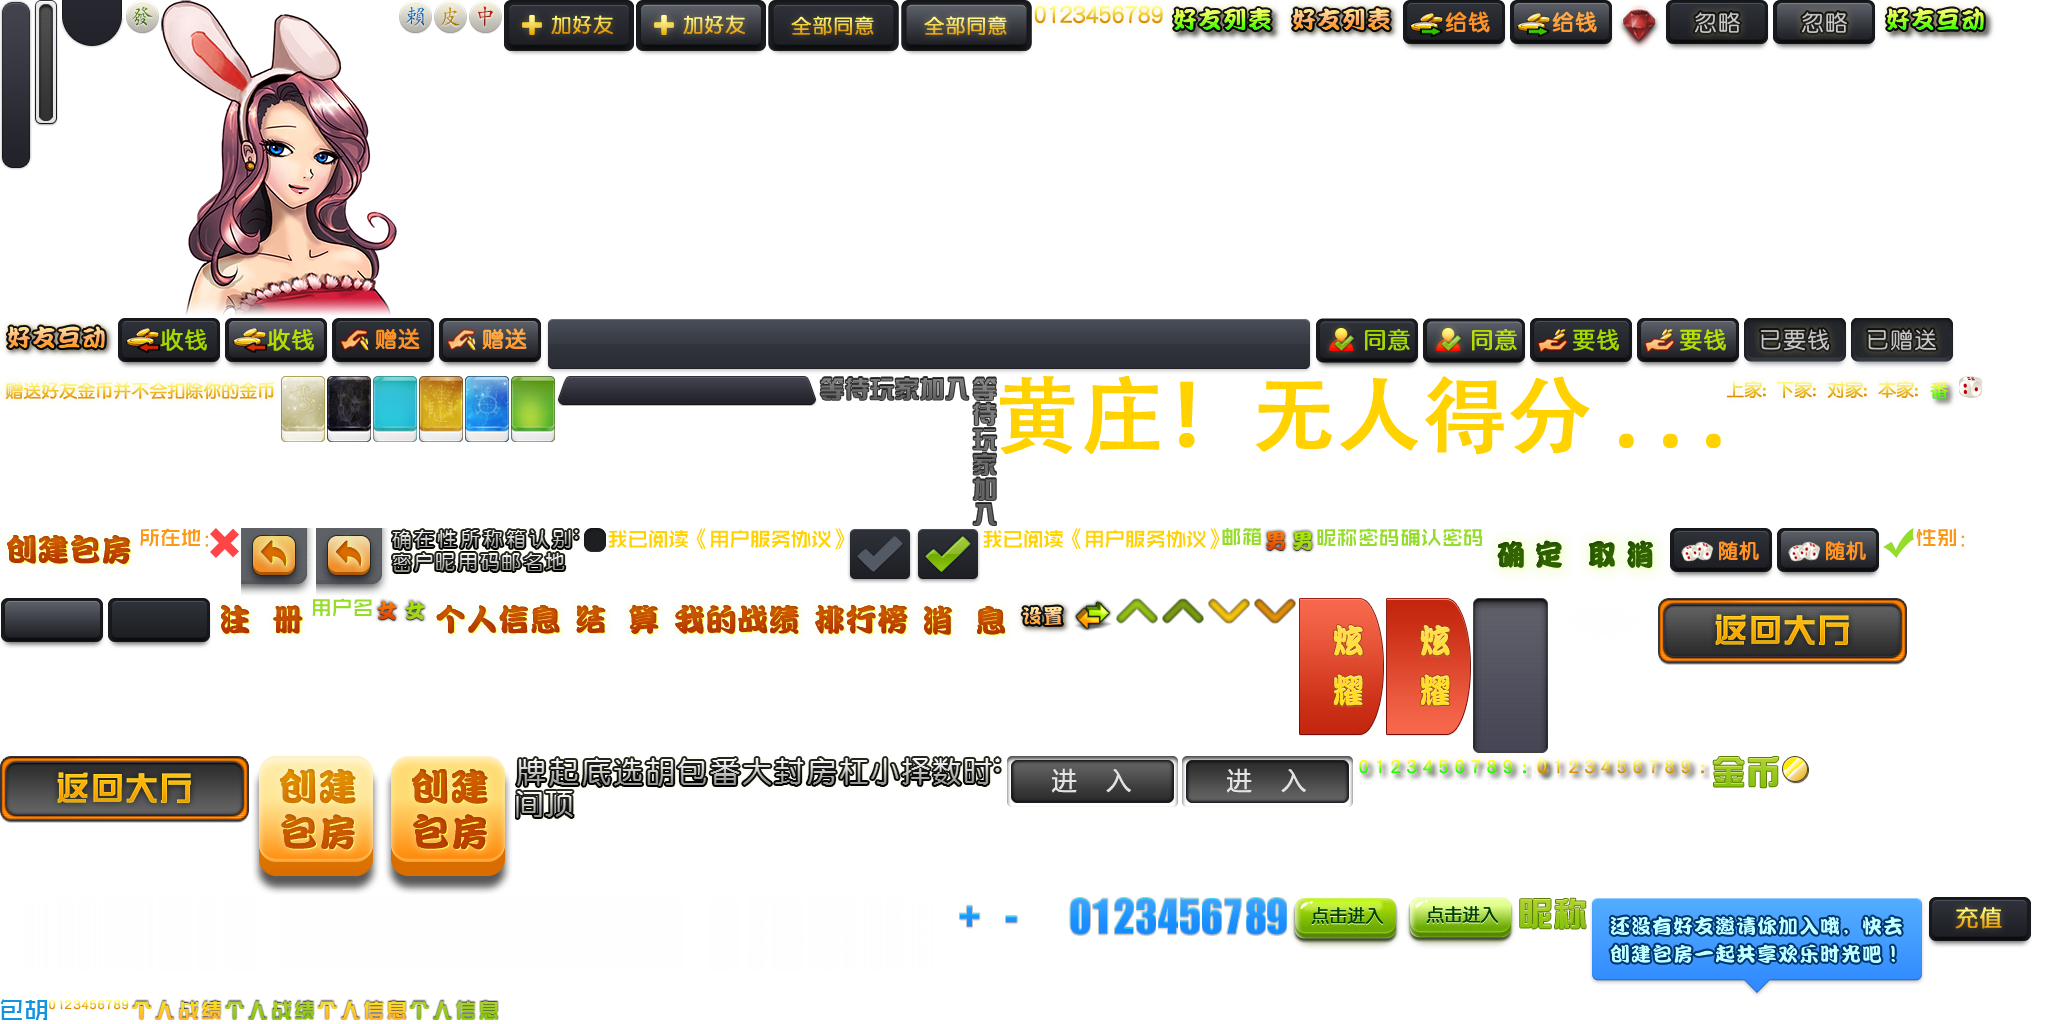 發
賴 皮 中
加好友
加好友
全部同意
全部同意
0123456789
好友列表
好友列表
给钱
给钱
忽略
忽略
好友互动
好友互动
收钱
收钱
赠送
赠送
同意
同意
要钱
要钱
已要钱
已赠送
赠送好友金币并不会扣除你的金币
等待玩家加入
等待玩家加入
黄庄！无人得分...
上家: 下家: 对家: 本家: 番
创建包房
所在地:
确在性所称箱认别:
密户昵用码邮名地
我已阅读《用户服务协议》
我已阅读《用户服务协议》
邮箱
男
男
昵称密码确认密码
确 定
取 消
随机
随机
性别:
注 册
用户名
女
女
个人信息
结 算
我的战绩
排行榜
消 息
设置
炫耀
炫耀
返回大厅
返回大厅
创建包房
创建包房
牌起底选胡包番大封房杠小择数时:
间顶
进 入
进 入
0123456789:
0123456789:
金币
+ -
0123456789
点击进入
点击进入
昵称
还没有好友邀请你加入哦，快去
创建包房一起共享欢乐时光吧！
充值
包胡
0123456789
个人战绩
个人战绩
个人信息
个人信息